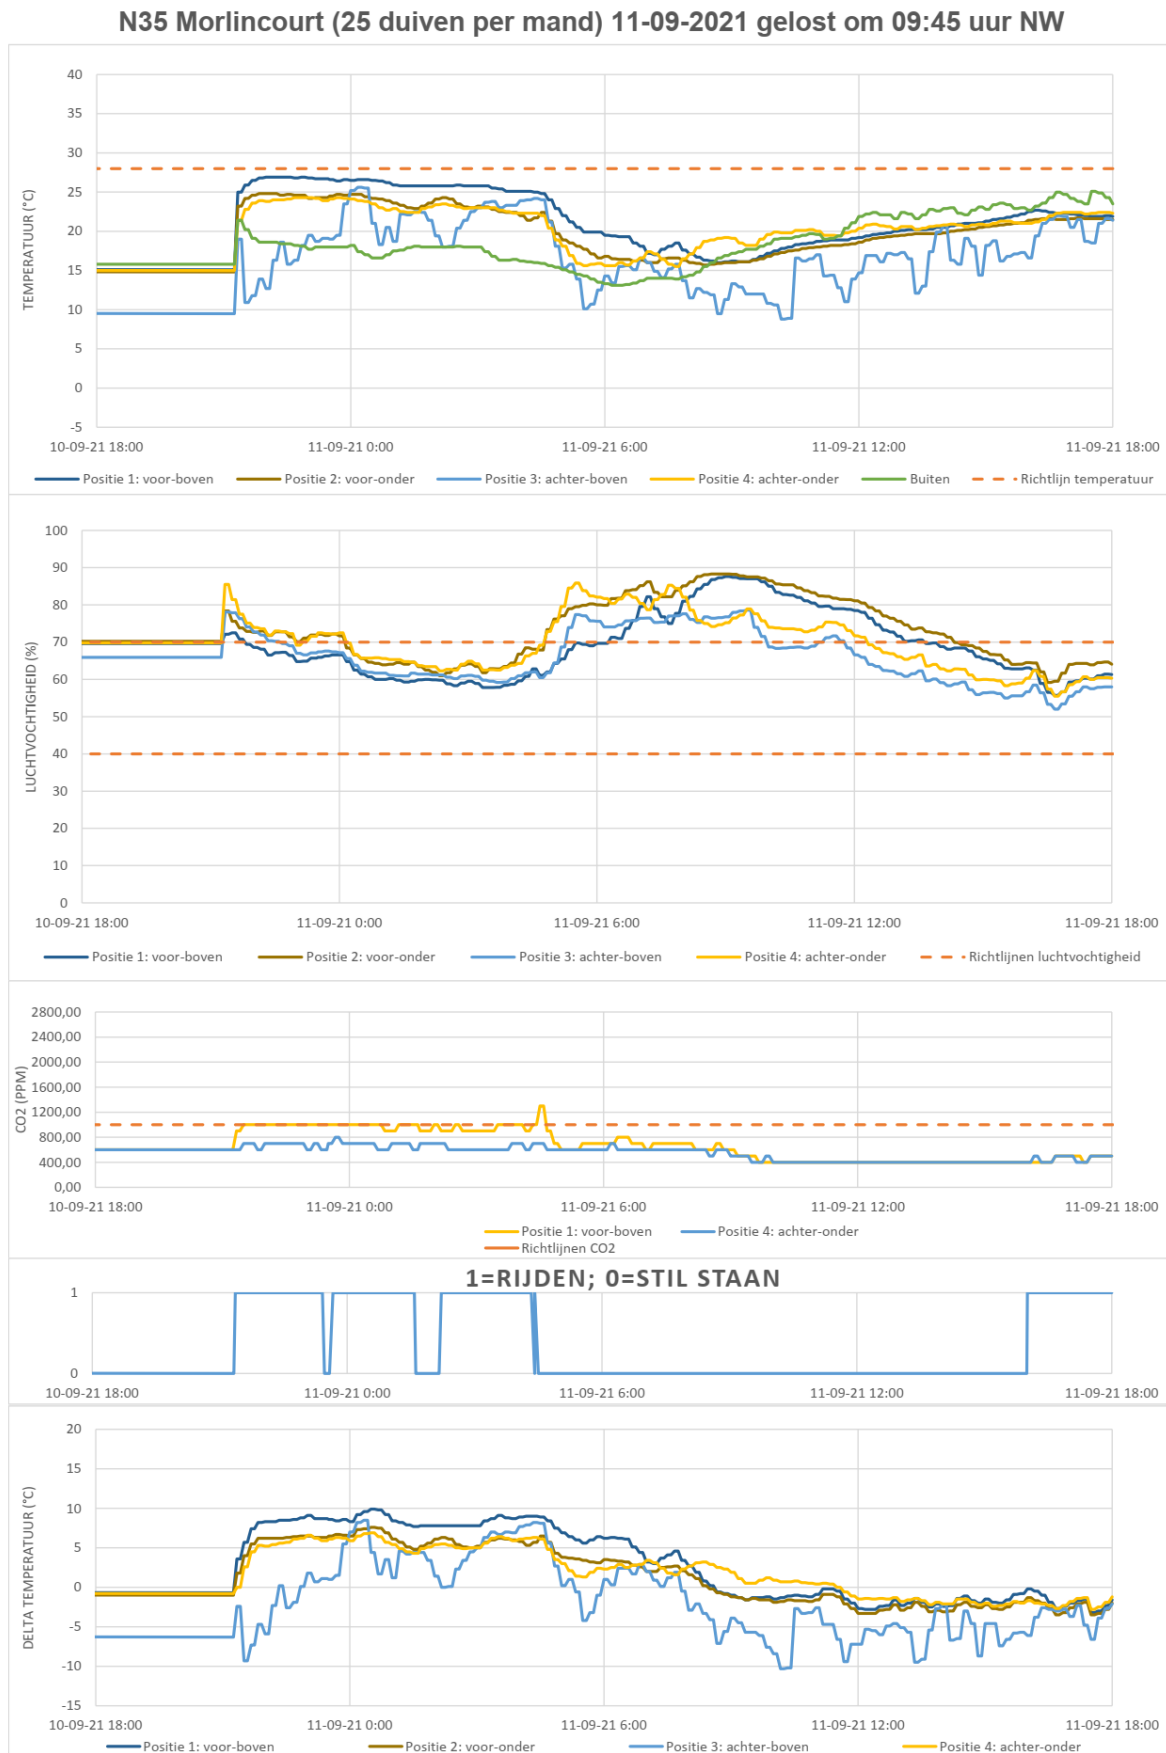 N35 Morlincourt (25 duiven per mand) 11-09-2021 gelost om 09:45 uur NW
TEMPERATUUR (°C)
40
35
30
25
20
15
10
5
0
-5
10-09-21 18:00 11-09-21 0:00 11-09-21 6:00 11-09-21 12:00 11-09-21 18:00
Positie 1: voor-boven Positie 2: voor-onder Positie 3: achter-boven Positie 4: achter-onder Buiten Richtlijn temperatuur
LUCHTVOCHTIGHEID (%)
100
90
80
70
60
50
40
30
20
10
0
10-09-21 18:00 11-09-21 0:00 11-09-21 6:00 11-09-21 12:00 11-09-21 18:00
Positie 1: voor-boven Positie 2: voor-onder Positie 3: achter-boven Positie 4: achter-onder Richtlijnen luchtvochtigheid
CO2 (PPM)
2800,00
2400,00
2000,00
1600,00
1200,00
800,00
400,00
0,00
10-09-21 18:00 11-09-21 0:00 11-09-21 6:00 11-09-21 12:00 11-09-21 18:00
Positie 1: voor-boven Positie 4: achter-onder
Richtlijnen CO2
1=RIJDEN; 0=STIL STAAN
1
0
10-09-21 18:00 11-09-21 0:00 11-09-21 6:00 11-09-21 12:00 11-09-21 18:00
DELTA TEMPERATUUR (°C)
20
15
10
5
0
-5
-10
-15
10-09-21 18:00 11-09-21 0:00 11-09-21 6:00 11-09-21 12:00 11-09-21 18:00
Positie 1: voor-boven Positie 2: voor-onder Positie 3: achter-boven Positie 4: achter-onder